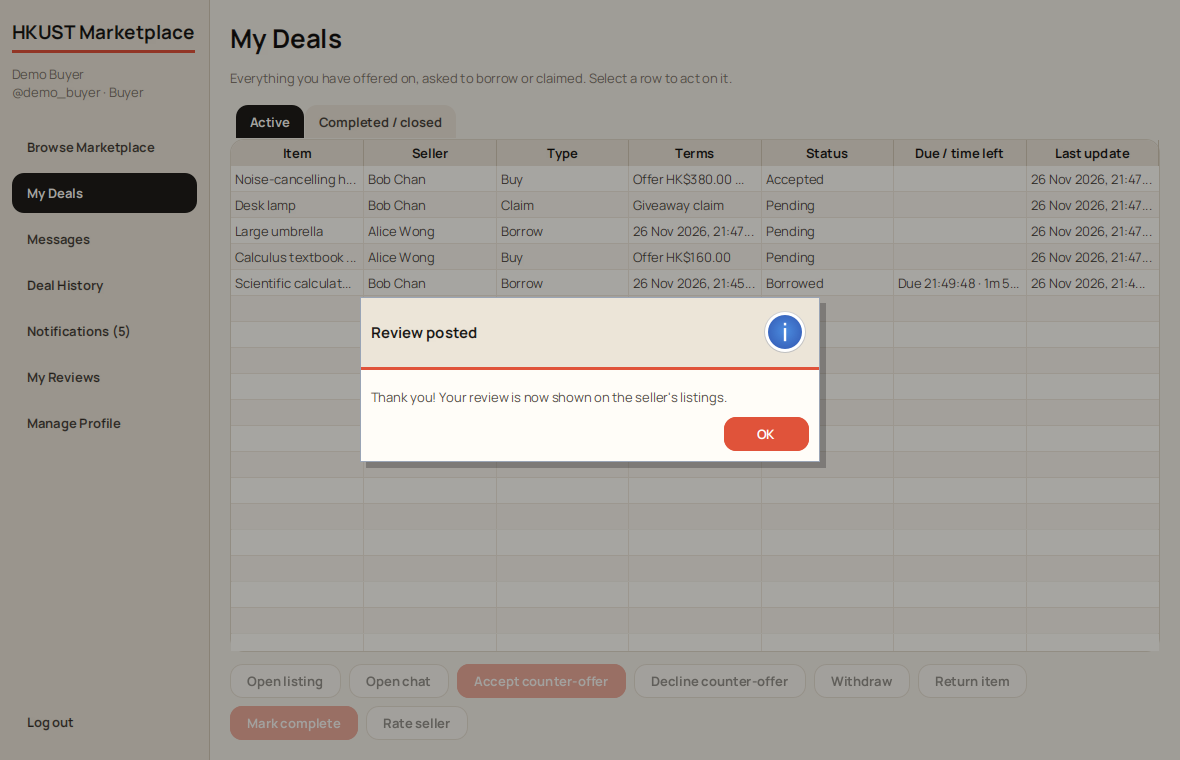 HKUST Marketplace
Demo Buyer
@demo_buyer · Buyer
Browse Marketplace
My Deals
Messages
Deal History
Notifications (5)
My Reviews
Manage Profile
Log out
My Deals
Everything you have offered on, asked to borrow or claimed. Select a row to act on it.
Active Completed / closed
Item Seller Type Terms Status Due / time left Last update
Noise-cancelling h... Bob Chan Buy Offer HK$380.00 ... Accepted 26 Nov 2026, 21:47...
Desk lamp Bob Chan Claim Giveaway claim Pending 26 Nov 2026, 21:47...
Large umbrella Alice Wong Borrow 26 Nov 2026, 21:47... Pending 26 Nov 2026, 21:47...
Calculus textbook ... Alice Wong Buy Offer HK$160.00 Pending 26 Nov 2026, 21:47...
Scientific calculat... Bob Chan Borrow 26 Nov 2026, 21:45... Borrowed Due 21:49:48 · 1m 5... 26 Nov 2026, 21:4...
Review posted
i
Thank you! Your review is now shown on the seller's listings.
OK
Open listing Open chat Accept counter-offer Decline counter-offer Withdraw Return item
Mark complete Rate seller